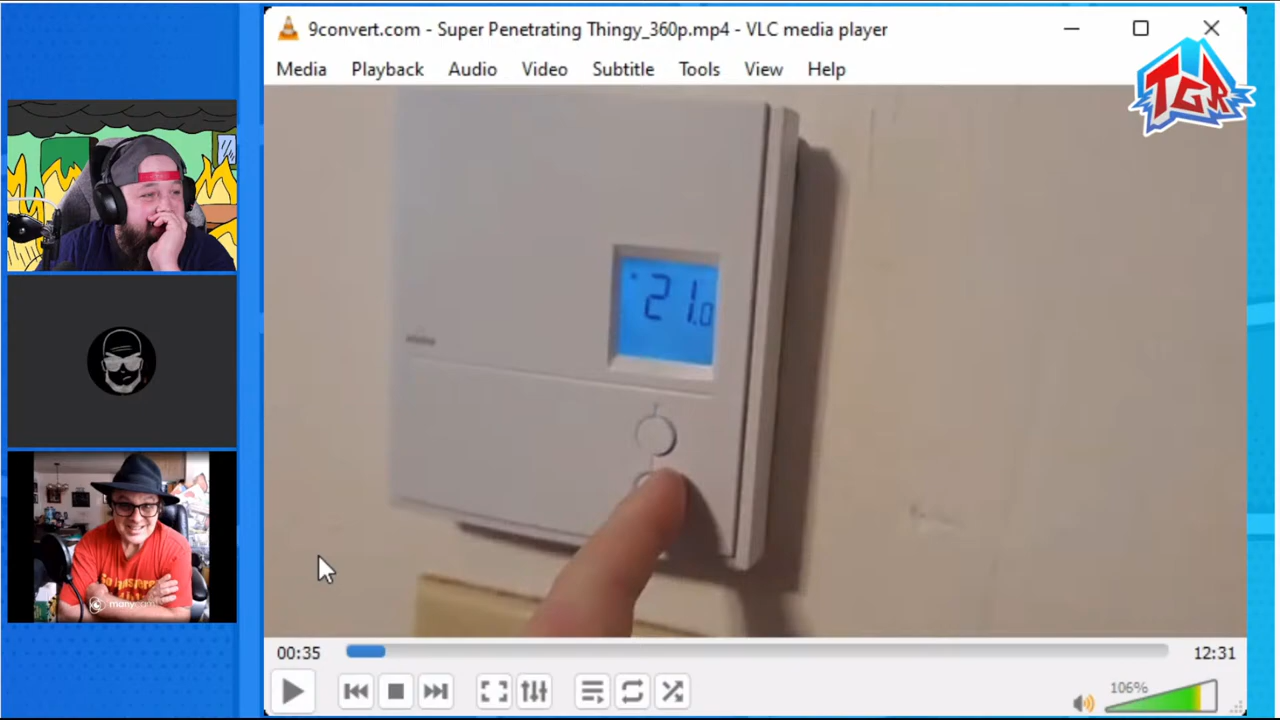 9convert.com - Super Penetrating Thingy_360p.mp4 - VLC media player
Media Playback Audio Video Subtitle Tools View Help
TGR
21.0
manycam
00:35
12:31
106%